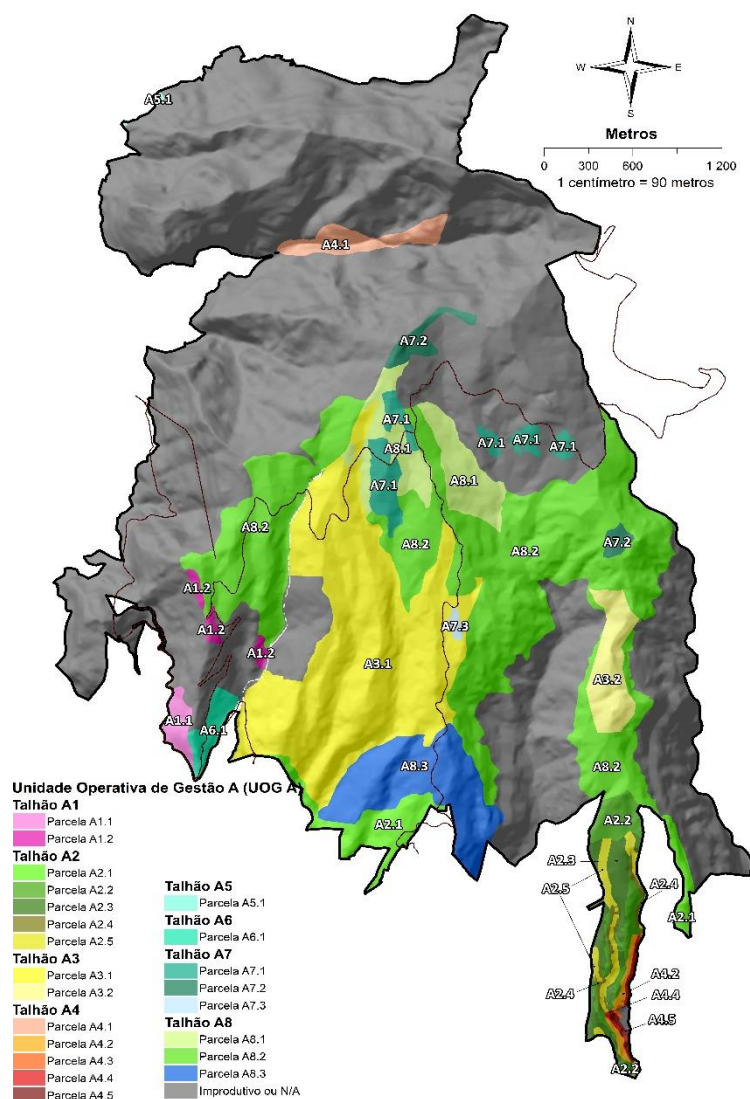 N
W E
S
Metros
0 300 600 1 200
1 centímetro = 90 metros
A5.1
A4.1
A7.2
A7.1
A8.1
A7.1
A7.1 A7.1 A7.1
A8.1
A8.2
A8.2
A8.2
A7.2
A1.2
A1.2
A1.2
A7.3
A3.1
A3.2
A1.1
A6.1
A8.3
A8.2
A2.1
A2.2
A2.3
A2.5
A2.4
A2.1
A2.4
A4.2
A4.4
A4.5
A2.2
Unidade Operativa de Gestão A (UOG A)
Talhão A1
Parcela A1.1
Parcela A1.2
Talhão A2
Parcela A2.1
Parcela A2.2
Parcela A2.3
Parcela A2.4
Parcela A2.5
Talhão A3
Parcela A3.1
Parcela A3.2
Talhão A4
Parcela A4.1
Parcela A4.2
Parcela A4.3
Parcela A4.4
Parcela A4.5
Talhão A5
Parcela A5.1
Talhão A6
Parcela A6.1
Talhão A7
Parcela A7.1
Parcela A7.2
Parcela A7.3
Talhão A8
Parcela A8.1
Parcela A8.2
Parcela A8.3
Improdutivo ou N/A